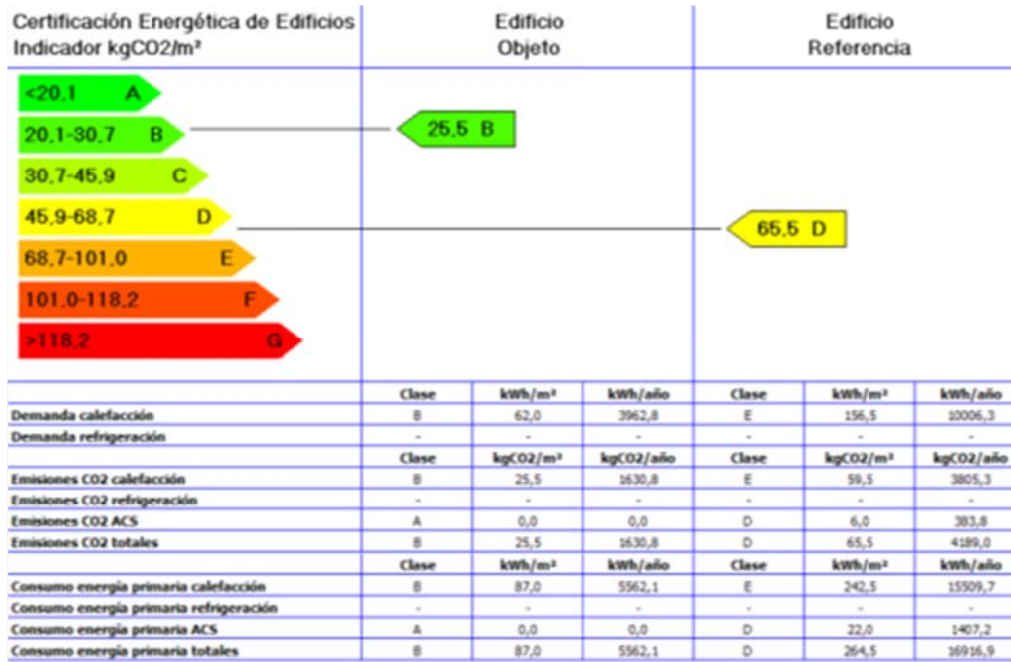 Certificación Energética de Edificios
Indicador kgCO2/m²
Edificio
Objeto
Edificio
Referencia
<20,1 A
20,1-30,7 B
30,7-45,9 C
45,9-68,7 D
68,7-101,0 E
101,0-118,2 F
>118,2 G
25,5 B
65,5 D
Clase kWh/m² kWh/año Clase kWh/m² kWh/año
Demanda calefacción B 62,0 3962,8 E 156,5 10006,3
Demanda refrigeración - - - - - -
Clase kgCO2/m² kgCO2/año Clase kgCO2/m² kgCO2/año
Emisiones CO2 calefacción B 25,5 1630,8 E 59,5 3805,3
Emisiones CO2 refrigeración - - - - - -
Emisiones CO2 ACS A 0,0 0,0 D 6,0 383,8
Emisiones CO2 totales B 25,5 1630,8 D 65,5 4189,0
Clase kWh/m² kWh/año Clase kWh/m² kWh/año
Consumo energía primaria calefacción B 87,0 5562,1 E 242,5 15509,7
Consumo energía primaria refrigeración - - - - - -
Consumo energía primaria ACS A 0,0 0,0 D 22,0 1407,2
Consumo energía primaria totales B 87,0 5562,1 D 264,5 16916,9